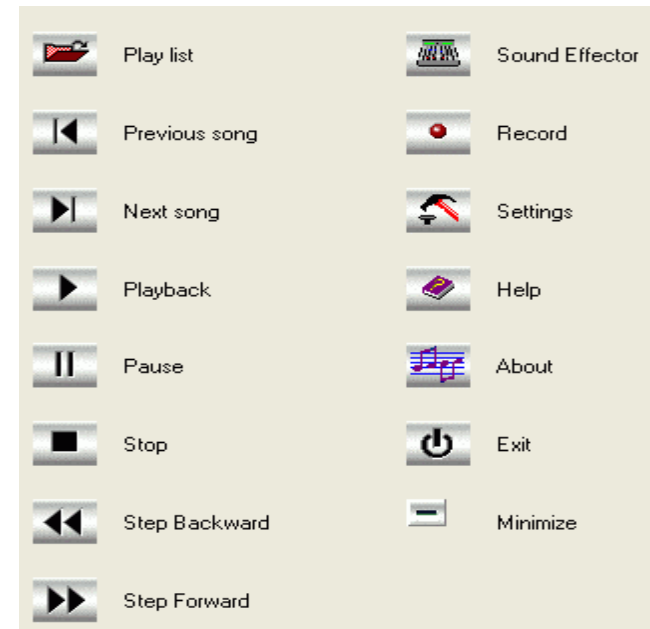 Play list
Previous song
Next song
Playback
Pause
Stop
Step Backward
Step Forward
Sound Effector
Record
Settings
?
Help
About
Exit
Minimize